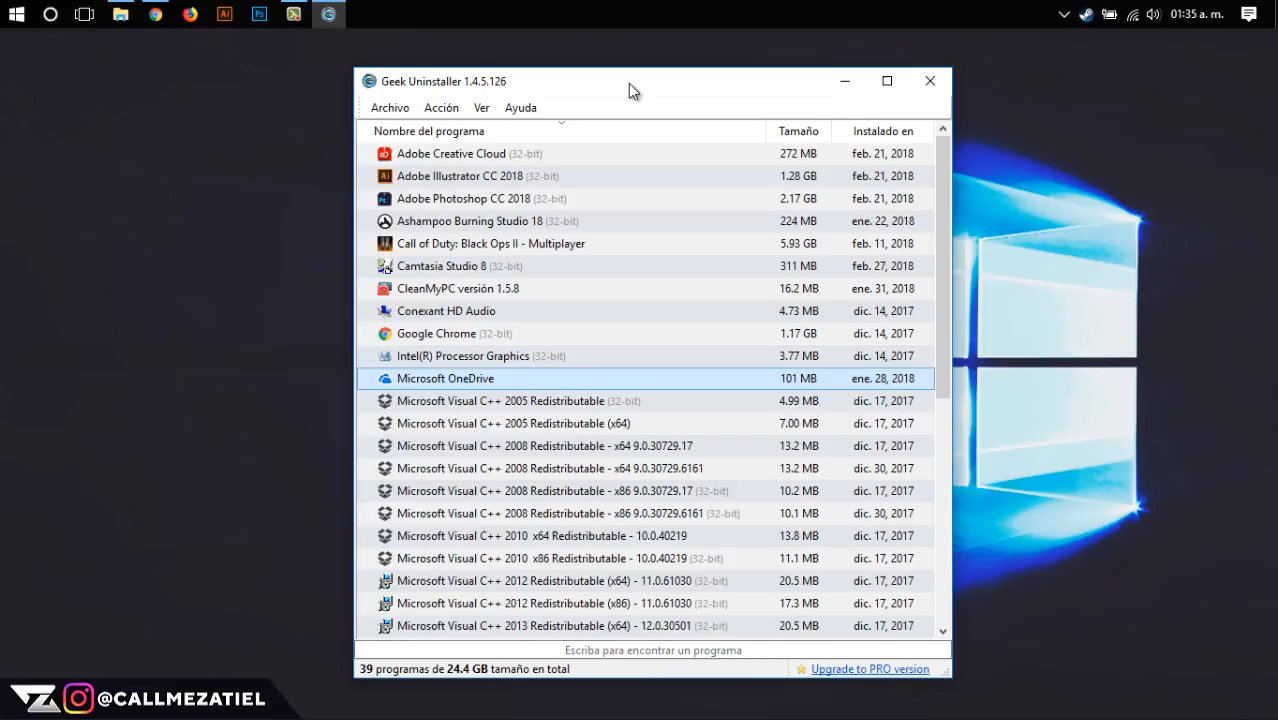 01:35 a. m.
Geek Uninstaller 1.4.5.126
Archivo Acción Ver Ayuda
Nombre del programa Tamaño Instalado en
Adobe Creative Cloud (32-bit) 272 MB feb. 21, 2018
Adobe Illustrator CC 2018 (32-bit) 1.28 GB feb. 21, 2018
Adobe Photoshop CC 2018 (32-bit) 2.17 GB feb. 21, 2018
Ashampoo Burning Studio 18 (32-bit) 224 MB ene. 22, 2018
Call of Duty: Black Ops II - Multiplayer 5.93 GB feb. 11, 2018
Camtasia Studio 8 (32-bit) 311 MB feb. 27, 2018
CleanMyPC versión 1.5.8 16.2 MB ene. 31, 2018
Conexant HD Audio 4.73 MB dic. 14, 2017
Google Chrome (32-bit) 1.17 GB dic. 14, 2017
Intel(R) Processor Graphics (32-bit) 3.77 MB dic. 14, 2017
Microsoft OneDrive 101 MB ene. 28, 2018
Microsoft Visual C++ 2005 Redistributable (32-bit) 4.99 MB dic. 17, 2017
Microsoft Visual C++ 2005 Redistributable (x64) 7.00 MB dic. 17, 2017
Microsoft Visual C++ 2008 Redistributable - x64 9.0.30729.17 13.2 MB dic. 17, 2017
Microsoft Visual C++ 2008 Redistributable - x64 9.0.30729.6161 13.2 MB dic. 30, 2017
Microsoft Visual C++ 2008 Redistributable - x86 9.0.30729.17 (32-bit) 10.2 MB dic. 17, 2017
Microsoft Visual C++ 2008 Redistributable - x86 9.0.30729.6161 (32-bit) 10.1 MB dic. 30, 2017
Microsoft Visual C++ 2010 x64 Redistributable - 10.0.40219 13.8 MB dic. 17, 2017
Microsoft Visual C++ 2010 x86 Redistributable - 10.0.40219 (32-bit) 11.1 MB dic. 17, 2017
Microsoft Visual C++ 2012 Redistributable (x64) - 11.0.61030 (32-bit) 20.5 MB dic. 17, 2017
Microsoft Visual C++ 2012 Redistributable (x86) - 11.0.61030 (32-bit) 17.3 MB dic. 17, 2017
Microsoft Visual C++ 2013 Redistributable (x64) - 12.0.30501 (32-bit) 20.5 MB dic. 17, 2017
Escriba para encontrar un programa
39 programas de 24.4 GB tamaño en total Upgrade to PRO version
@CALLMEZATIEL